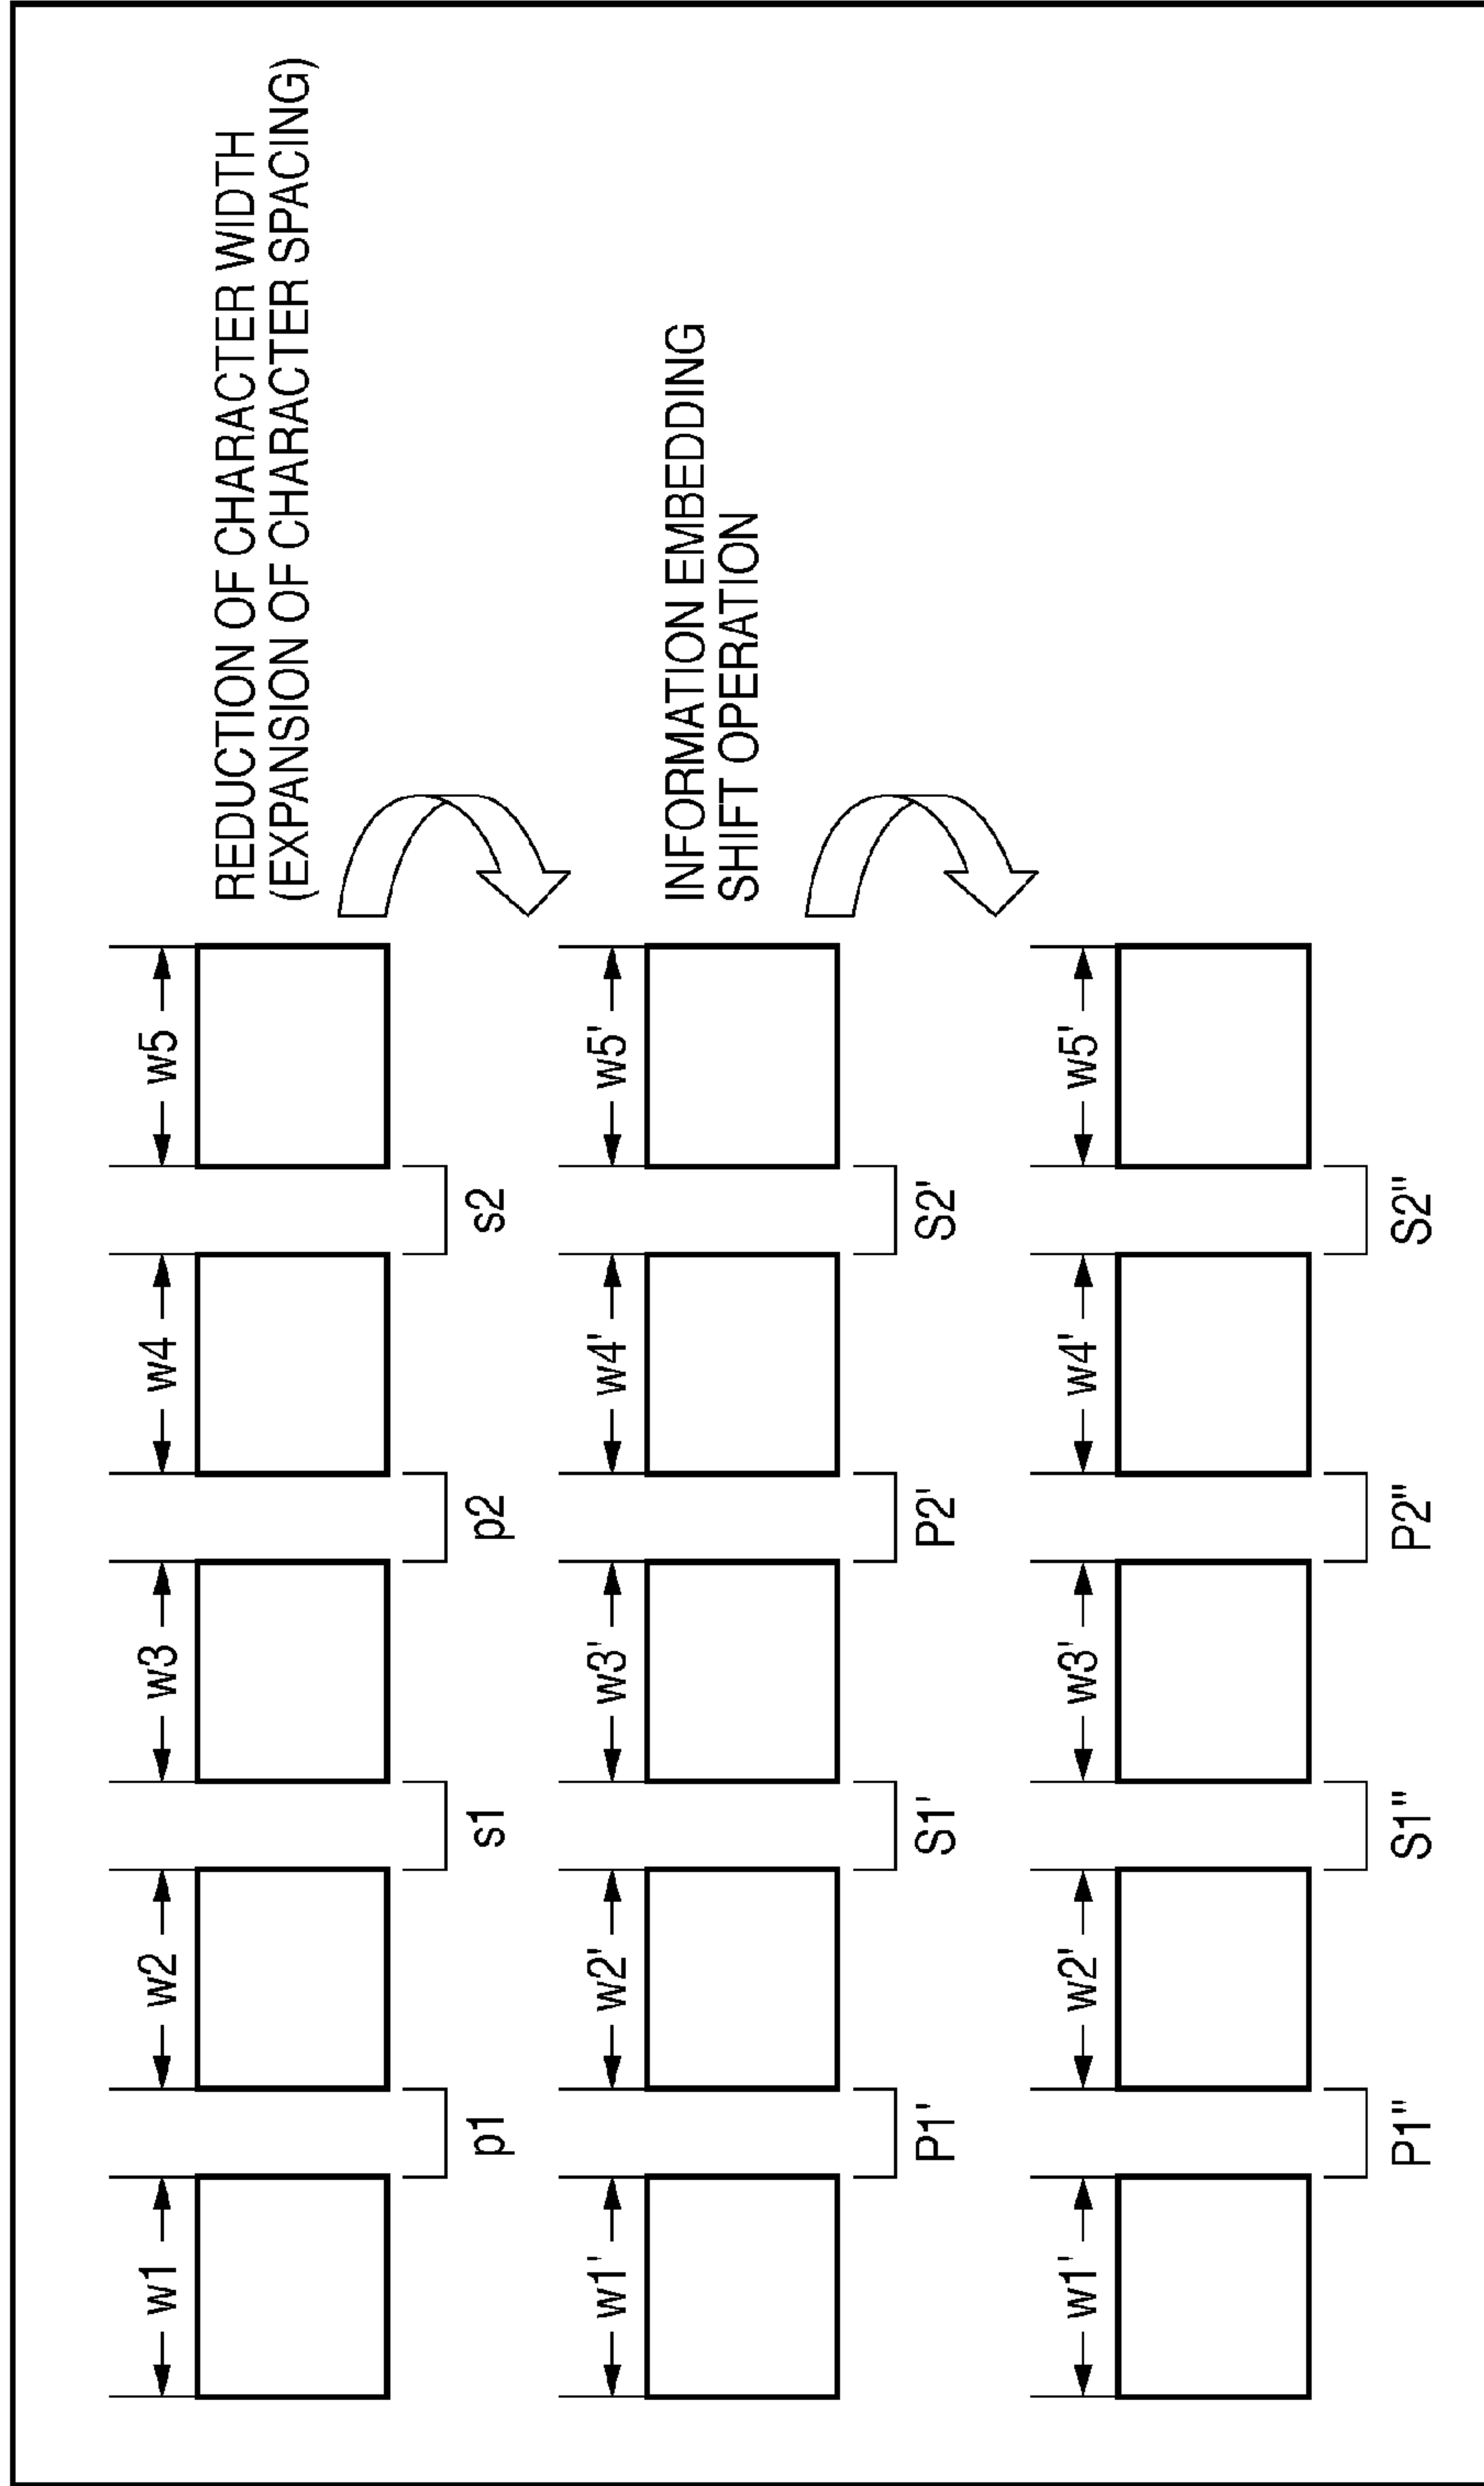 w1 w2 w3 w4 w5
REDUCTION OF CHARACTER WIDTH
(EXPANSION OF CHARACTER SPACING)
p1 s1 p2 s2
w1' w2' w3' w4' w5'
INFORMATION EMBEDDING
SHIFT OPERATION
P1' S1' P2' S2'
w1' w2' w3' w4' w5'
P1" S1" P2" S2"